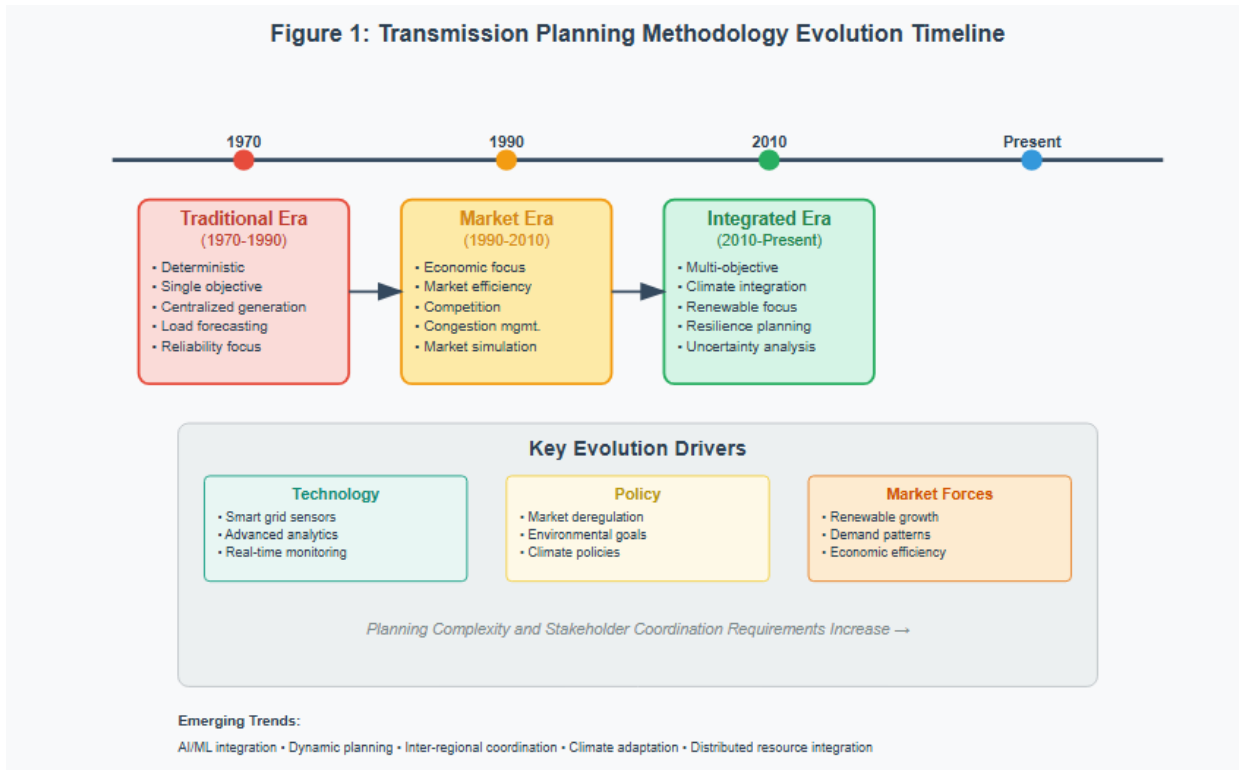 Figure 1: Transmission Planning Methodology Evolution Timeline
1970
1990
2010
Present
Traditional Era
(1970-1990)
• Deterministic
• Single objective
• Centralized generation
• Load forecasting
• Reliability focus
Market Era
(1990-2010)
• Economic focus
• Market efficiency
• Competition
• Congestion mgmt.
• Market simulation
Integrated Era
(2010-Present)
• Multi-objective
• Climate integration
• Renewable focus
• Resilience planning
• Uncertainty analysis
Key Evolution Drivers
Technology
• Smart grid sensors
• Advanced analytics
• Real-time monitoring
Policy
• Market deregulation
• Environmental goals
• Climate policies
Market Forces
• Renewable growth
• Demand patterns
• Economic efficiency
Planning Complexity and Stakeholder Coordination Requirements Increase →
Emerging Trends:
AI/ML integration • Dynamic planning • Inter-regional coordination • Climate adaptation • Distributed resource integration